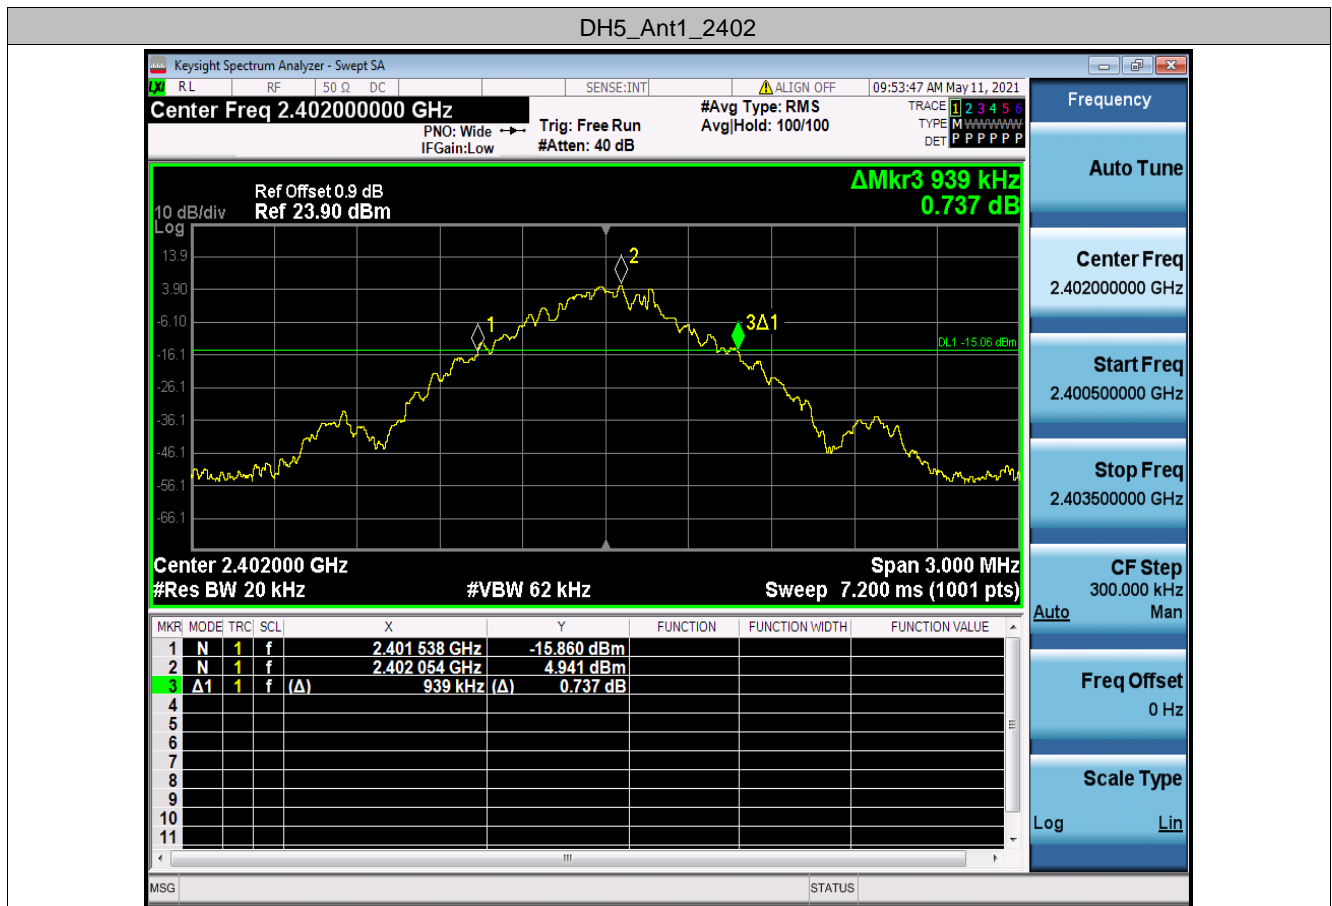 DH5_Ant1_2402
Keysight Spectrum Analyzer - Swept SA
LXI RL RF 50 Ω DC SENSE:INT ALIGN OFF 09:53:47 AM May 11, 2021
Center Freq 2.402000000 GHz
PNO: Wide
IFGain:Low
Trig: Free Run
#Atten: 40 dB
#Avg Type: RMS
Avg|Hold: 100/100
TRACE 1 2 3 4 5 6
TYPE M WWWWW
DET P P P P P P
ΔMkr3 939 kHz
0.737 dB
Ref Offset 0.9 dB
10 dB/div Ref 23.90 dBm
Log
13.9
3.90
-6.10
-16.1
-26.1
-36.1
-46.1
-56.1
-66.1
1
2
3Δ1
DL1 -15.06 dBm
Center 2.402000 GHz Span 3.000 MHz
#Res BW 20 kHz #VBW 62 kHz Sweep 7.200 ms (1001 pts)
MKR MODE TRC SCL X Y FUNCTION FUNCTION WIDTH FUNCTION VALUE
1 N 1 f 2.401 538 GHz -15.860 dBm
2 N 1 f 2.402 054 GHz 4.941 dBm
3 Δ1 1 f (Δ) 939 kHz (Δ) 0.737 dB
4
5
6
7
8
9
10
11
MSG STATUS
Frequency
Auto Tune
Center Freq
2.402000000 GHz
Start Freq
2.400500000 GHz
Stop Freq
2.403500000 GHz
CF Step
300.000 kHz
Auto Man
Freq Offset
0 Hz
Scale Type
Log Lin